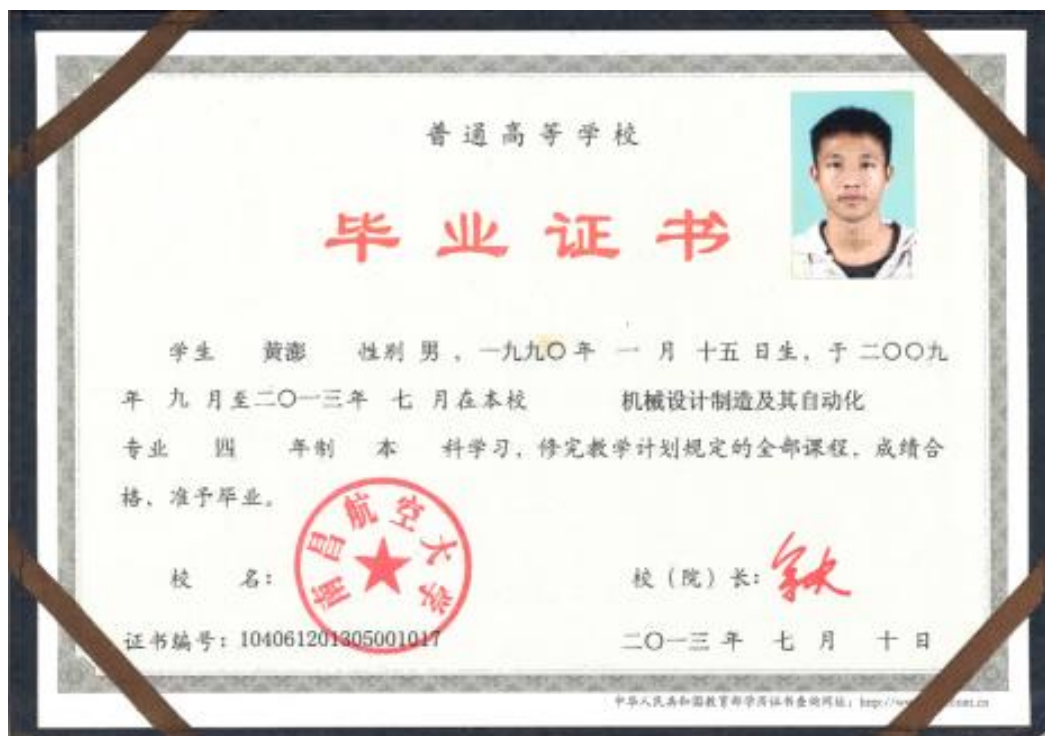 普通高等学校
毕业证书
学生 黄澎 性别 男 , 一九九〇年 一 月 十五 日生, 于 二〇〇九
年 九 月至二〇一三年 七 月在本校 机械设计制造及其自动化
专业 四 年制 本 科学习, 修完教学计划规定的全部课程, 成绩合
格、准予毕业。
南昌航空大学
校 名: 校(院)长:
证书编号: 104061201305001017 二〇一三年 七 月 十 日
中华人民共和国教育部学历证书查询网址: http://www